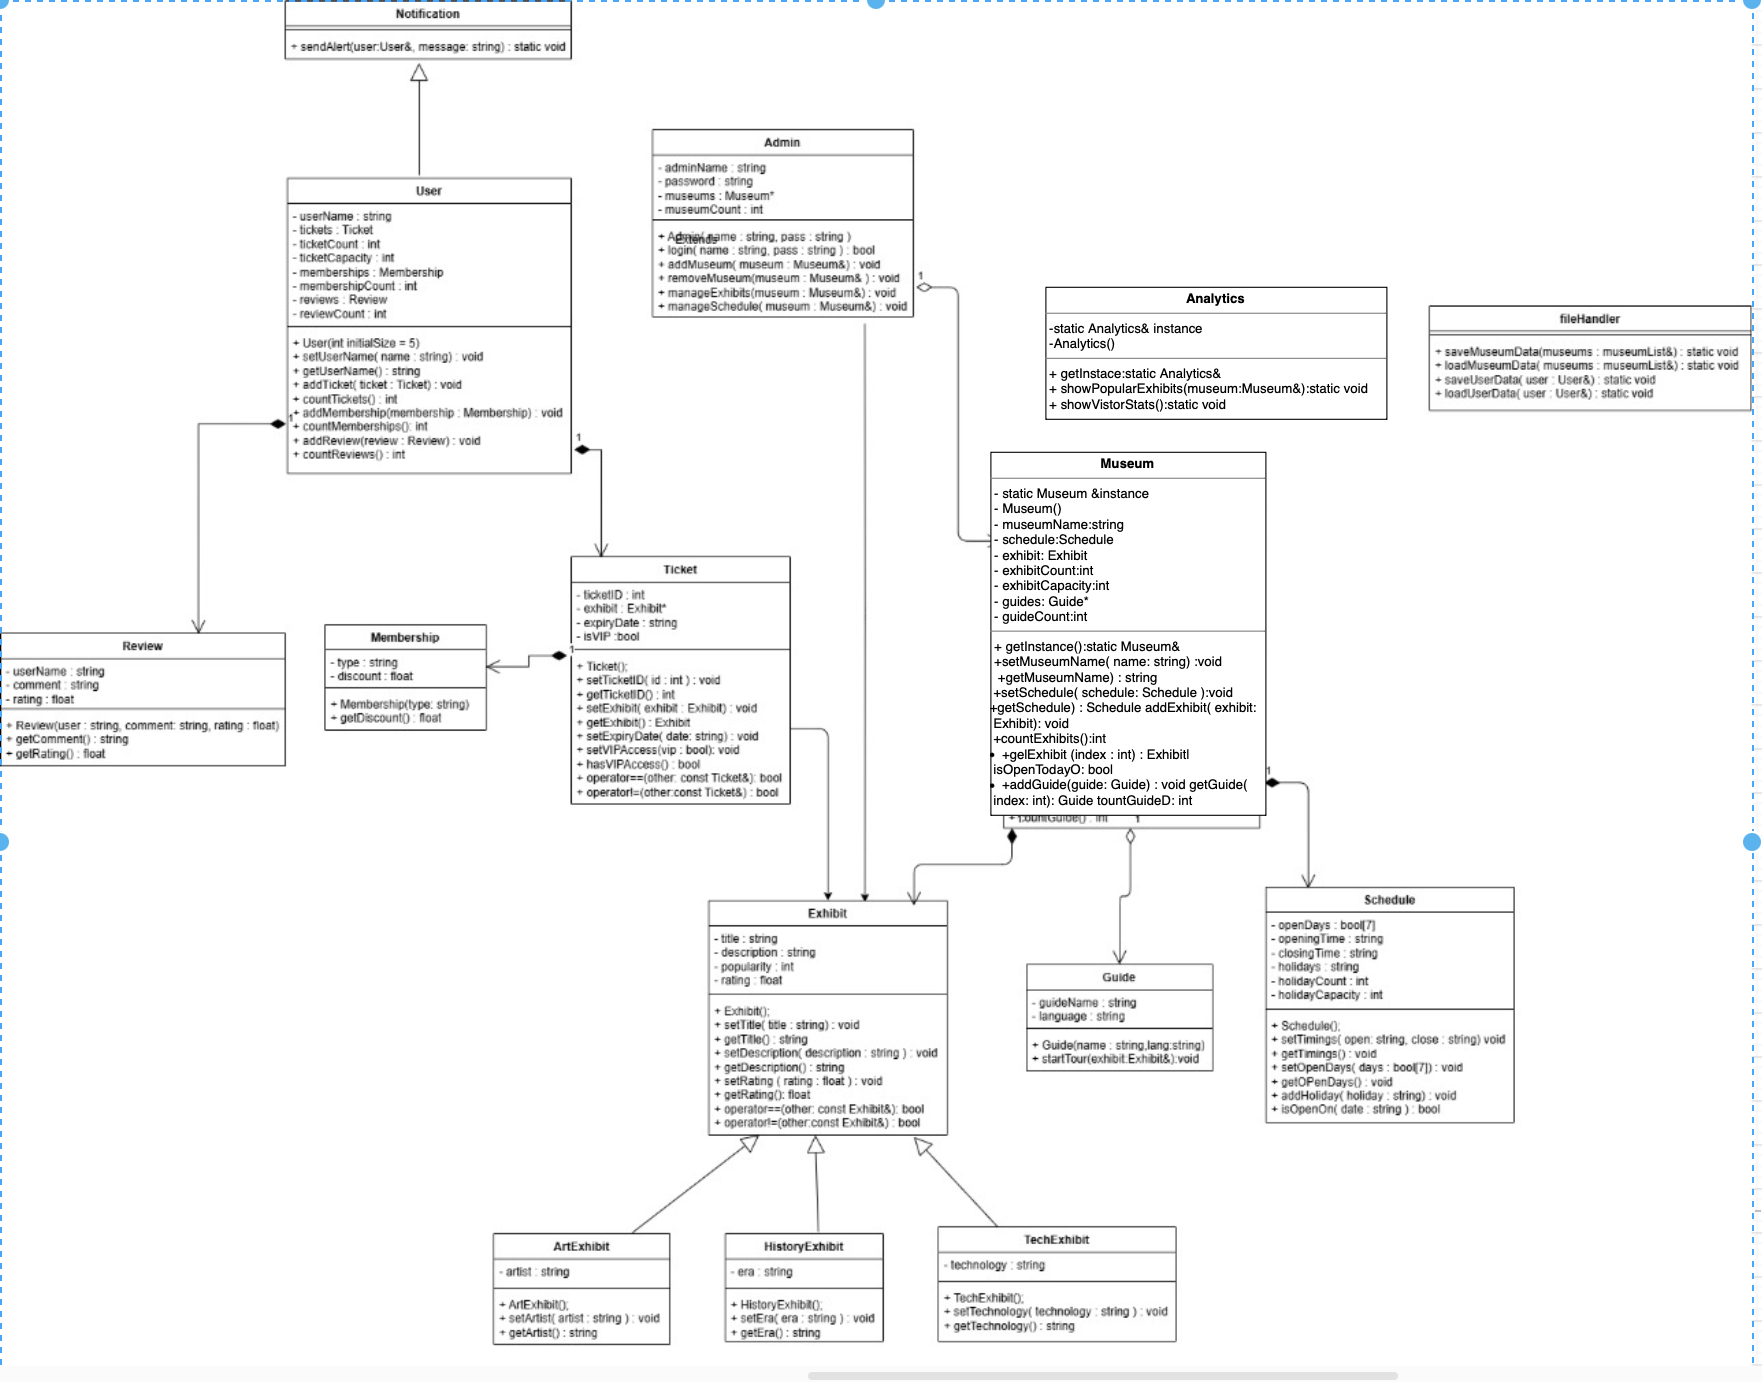 Notification
+ sendAlert(user:User&, message: string) : static void
User
- userName : string
- tickets : Ticket
- ticketCount : int
- ticketCapacity : int
- memberships : Membership
- membershipCount : int
- reviews : Review
- reviewCount : int
+ User(int initialSize = 5)
+ setUserName( name : string) : void
+ getUserName() : string
+ addTicket( ticket : Ticket) : void
+ countTickets() : int
+ addMembership(membership : Membership) : void
+ countMemberships(): int
+ addReview(review : Review) : void
+ countReviews() : int
1
1
Admin
- adminName : string
- password : string
- museums : Museum*
- museumCount : int
+ Admin( name : string, pass : string )
Extends
+ login( name : string, pass : string ) : bool
+ addMuseum( museum : Museum&) : void
+ removeMuseum(museum : Museum& ) : void
+ manageExhibits(museum : Museum&) : void
+ manageSchedule( museum : Museum&) : void
1
Analytics
-static Analytics& instance
-Analytics()
+ getInstace:static Analytics&
+ showPopularExhibits(museum:Museum&):static void
+ showVistorStats():static void
fileHandler
+ saveMuseumData(museums : museumList&) : static void
+ loadMuseumData( museums : museumList&) : static void
+ saveUserData( user : User&) : static void
+ loadUserData( user : User&) : static void
Museum
- static Museum &instance
- Museum()
- museumName:string
- schedule:Schedule
- exhibit: Exhibit
- exhibitCount:int
- exhibitCapacity:int
- guides: Guide*
- guideCount:int
+ getInstance():static Museum&
+setMuseumName( name: string) :void
+getMuseumName) : string
+setSchedule( schedule: Schedule ):void
+getSchedule) : Schedule addExhibit( exhibit:
Exhibit): void
+countExhibits():int
• +gelExhibit (index : int) : Exhibitl
isOpenTodayO: bool
• +addGuide(guide: Guide) : void getGuide(
index: int): Guide tountGuideD: int
+ countGuide() : int
1
1
1
Ticket
- ticketID : int
- exhibit : Exhibit*
- expiryDate : string
- isVIP :bool
+ Ticket();
+ setTicketID( id : int ) : void
+ getTicketID() : int
+ setExhibit( exhibit : Exhibit) : void
+ getExhibit() : Exhibit
+ setExpiryDate( date: string) : void
+ setVIPAccess(vip : bool): void
+ hasVIPAccess() : bool
+ operator==(other: const Ticket&): bool
+ operator!=(other:const Ticket&) : bool
1
Membership
- type : string
- discount : float
+ Membership(type: string)
+ getDiscount() : float
Review
- userName : string
- comment : string
- rating : float
+ Review(user : string, comment: string, rating : float)
+ getComment() : string
+ getRating() : float
Exhibit
- title : string
- description : string
- popularity : int
- rating : float
+ Exhibit();
+ setTitle( title : string) : void
+ getTitle() : string
+ setDescription( description : string ) : void
+ getDescription() : string
+ setRating ( rating : float ) : void
+ getRating(): float
+ operator==(other: const Exhibit&): bool
+ operator!=(other:const Exhibit&) : bool
Guide
- guideName : string
- language : string
+ Guide(name : string,lang:string)
+ startTour(exhibit:Exhibit&):void
Schedule
- openDays : bool[7]
- openingTime : string
- closingTime : string
- holidays : string
- holidayCount : int
- holidayCapacity : int
+ Schedule();
+ setTimings( open: string, close : string) void
+ getTimings() : void
+ setOpenDays( days : bool[7]) : void
+ getOPenDays() : void
+ addHoliday( holiday : string) : void
+ isOpenOn( date : string ) : bool
ArtExhibit
- artist : string
+ ArtExhibit();
+ setArtist( artist : string ) : void
+ getArtist() : string
HistoryExhibit
- era : string
+ HistoryExhibit();
+ setEra( era : string ) : void
+ getEra() : string
TechExhibit
- technology : string
+ TechExhibit();
+ setTechnology( technology : string ) : void
+ getTechnology() : string